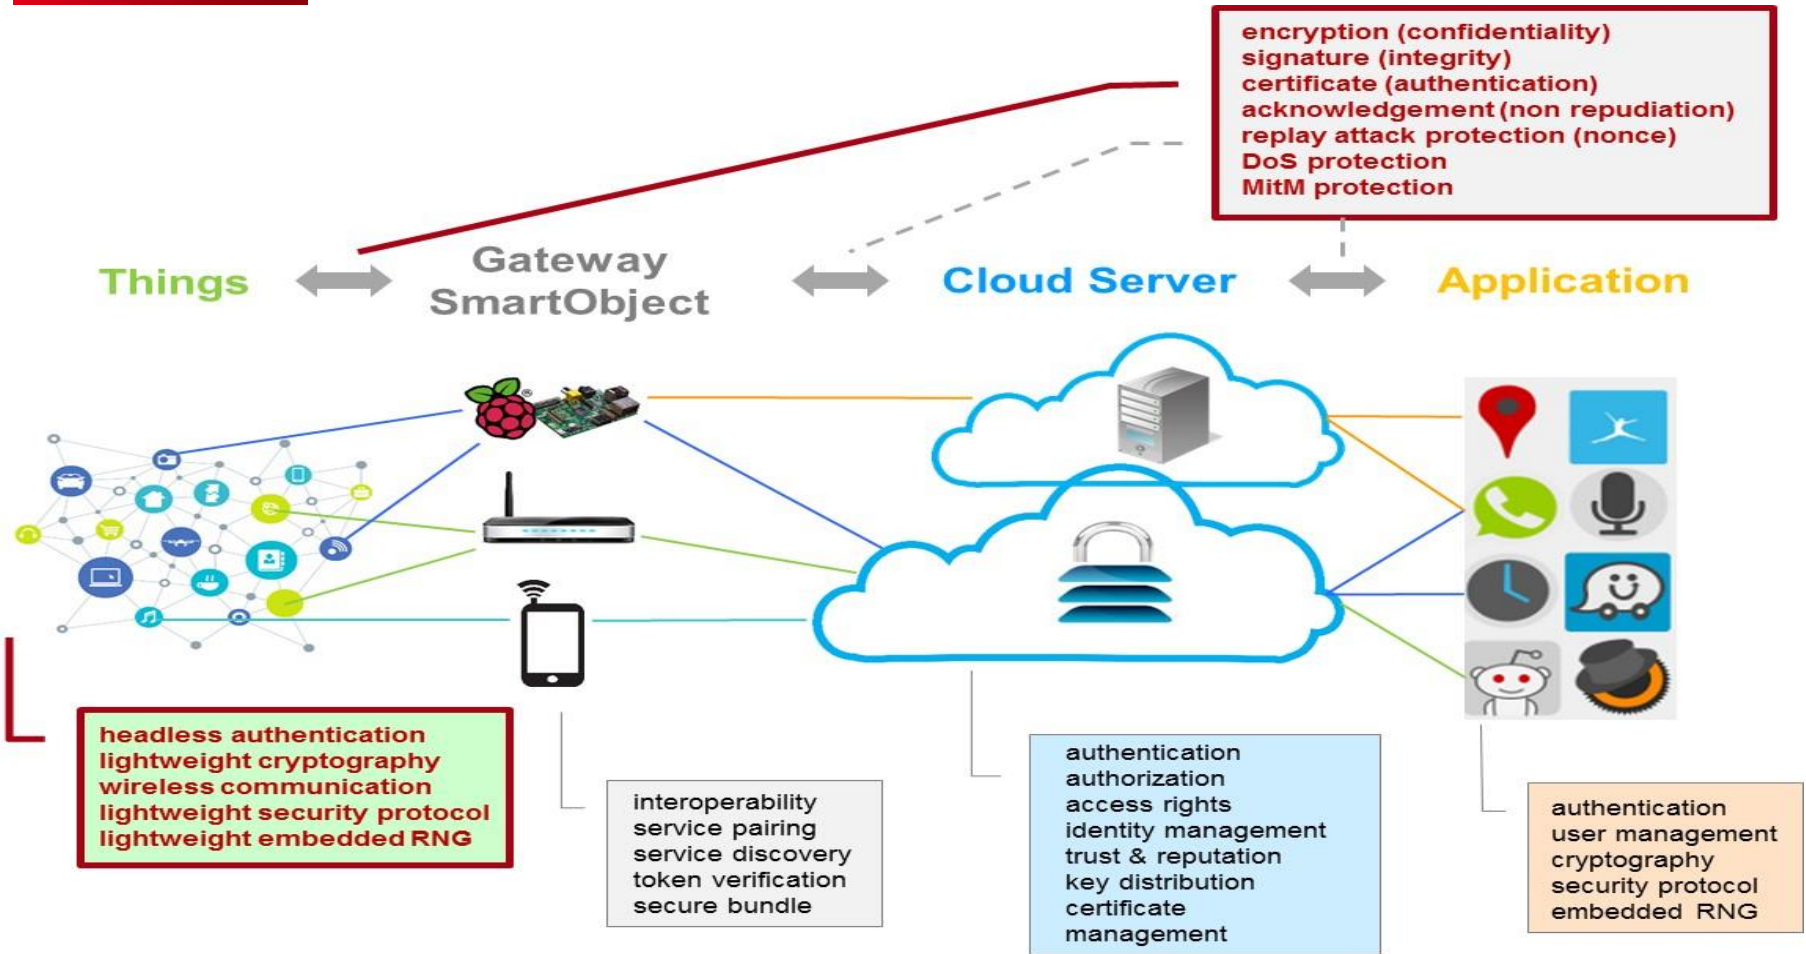 encryption (confidentiality)
signature (integrity)
certificate (authentication)
acknowledgement (non repudiation)
replay attack protection (nonce)
DoS protection
MitM protection
Things
Gateway
SmartObject
Cloud Server
Application
®
headless authentication
lightweight cryptography
wireless communication
lightweight security protocol
lightweight embedded RNG
interoperability
service pairing
service discovery
token verification
secure bundle
authentication
authorization
access rights
identity management
trust & reputation
key distribution
certificate
management
authentication
user management
cryptography
security protocol
embedded RNG